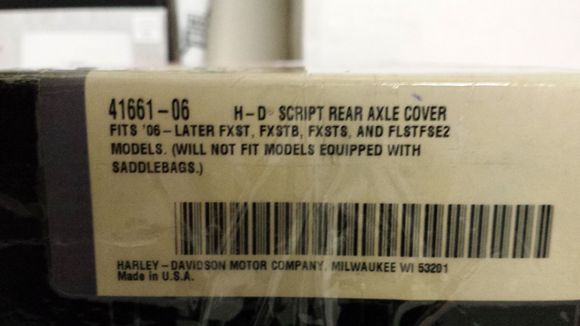 41661-06 H-D® SCRIPT REAR AXLE COVER
FITS '06-LATER FXST, FXSTB, FXSTS, AND FLSTFSE2
MODELS. (WILL NOT FIT MODELS EQUIPPED WITH
SADDLEBAGS.)
HARLEY-DAVIDSON MOTOR COMPANY, MILWAUKEE WI 53201
Made in U.S.A.